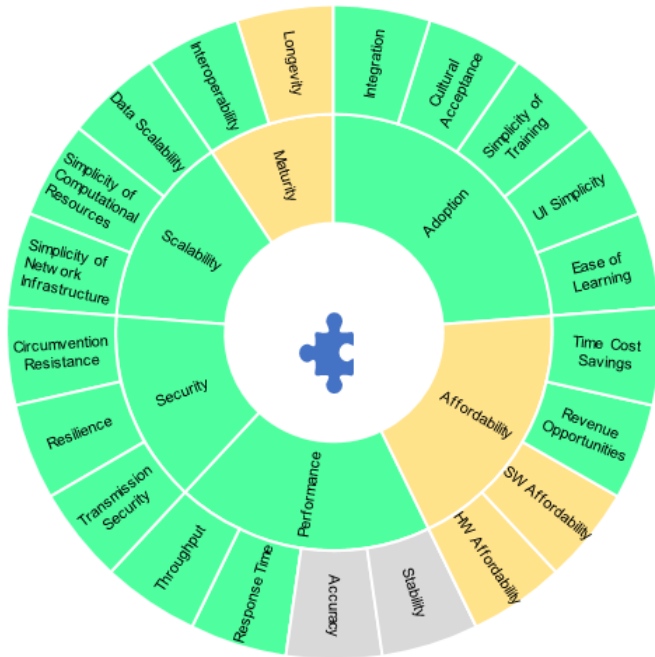 Integration
Cultural
Acceptance
Simplicity of
Training
UI Simplicity
Ease of
Learning
Time Cost
Savings
Revenue
Opportunities
SW Affordability
HW Affordability
Stability
Accuracy
Response Time
Throughput
Transmission
Security
Resilience
Circumvention
Resistance
Simplicity of
Network
Infrastructure
Simplicity of
Computational
Resources
Data Scalability
Interoperability
Longevity
Adoption
Affordability
Performance
Security
Scalability
Maturity